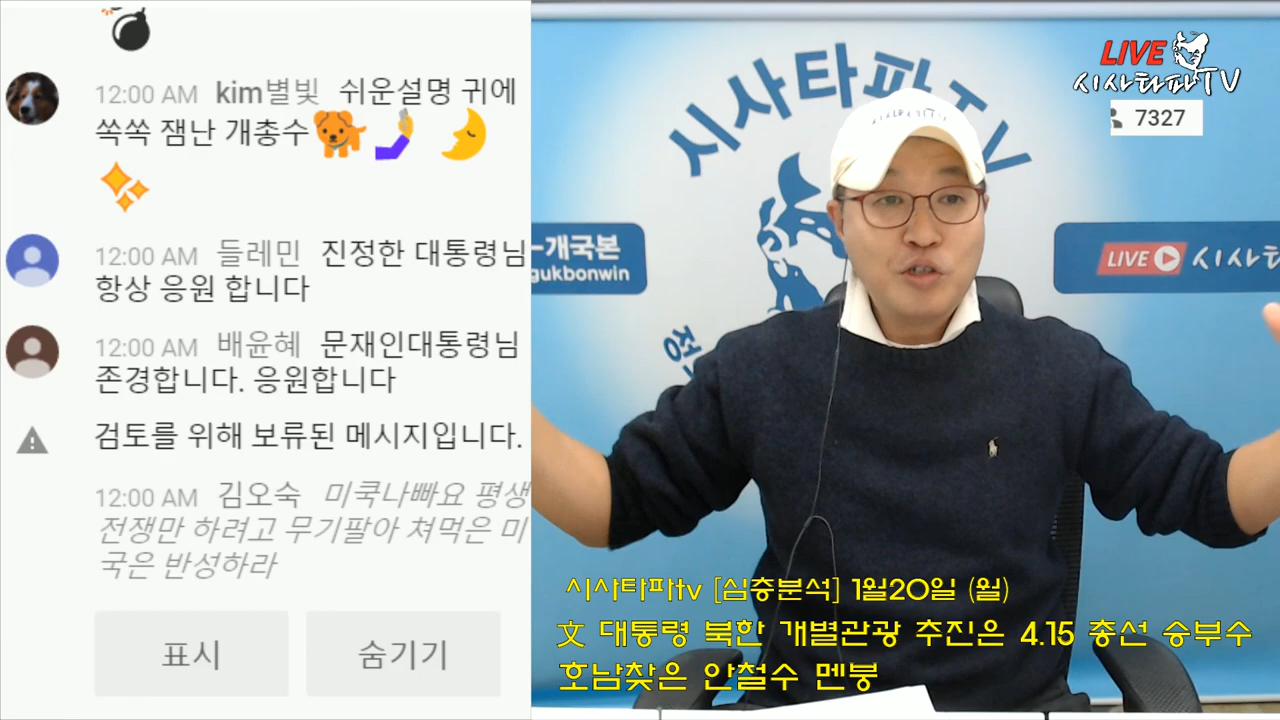 12:00 AM kim별빛 쉬운설명 귀에
쏙쏙 잼난 개총수
12:00 AM 들레민 진정한 대통령님
항상 응원 합니다
12:00 AM 배윤혜 문재인대통령님
존경합니다. 응원합니다
검토를 위해 보류된 메시지입니다.
12:00 AM 김오숙 미쿡나빠요 평생
전쟁만 하려고 무기팔아 쳐먹은 미
국은 반성하라
표시
숨기기
LIVE
시사타파TV
7327
시사타파TV
-개국본
gukbonwin
LIVE 시사타
시사타파tv [심층분석] 1월20일 (월)
文 대통령 북한 개별관광 추진은 4.15 총선 승부수
호남찾은 안철수 멘붕